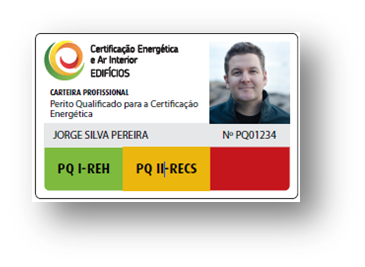 Certificação Energética
e Ar Interior
EDIFÍCIOS
CARTEIRA PROFISSIONAL
Perito Qualificado para a Certificação
Energética
JORGE SILVA PEREIRA Nº PQ01234
PQ I-REH PQ II-RECS